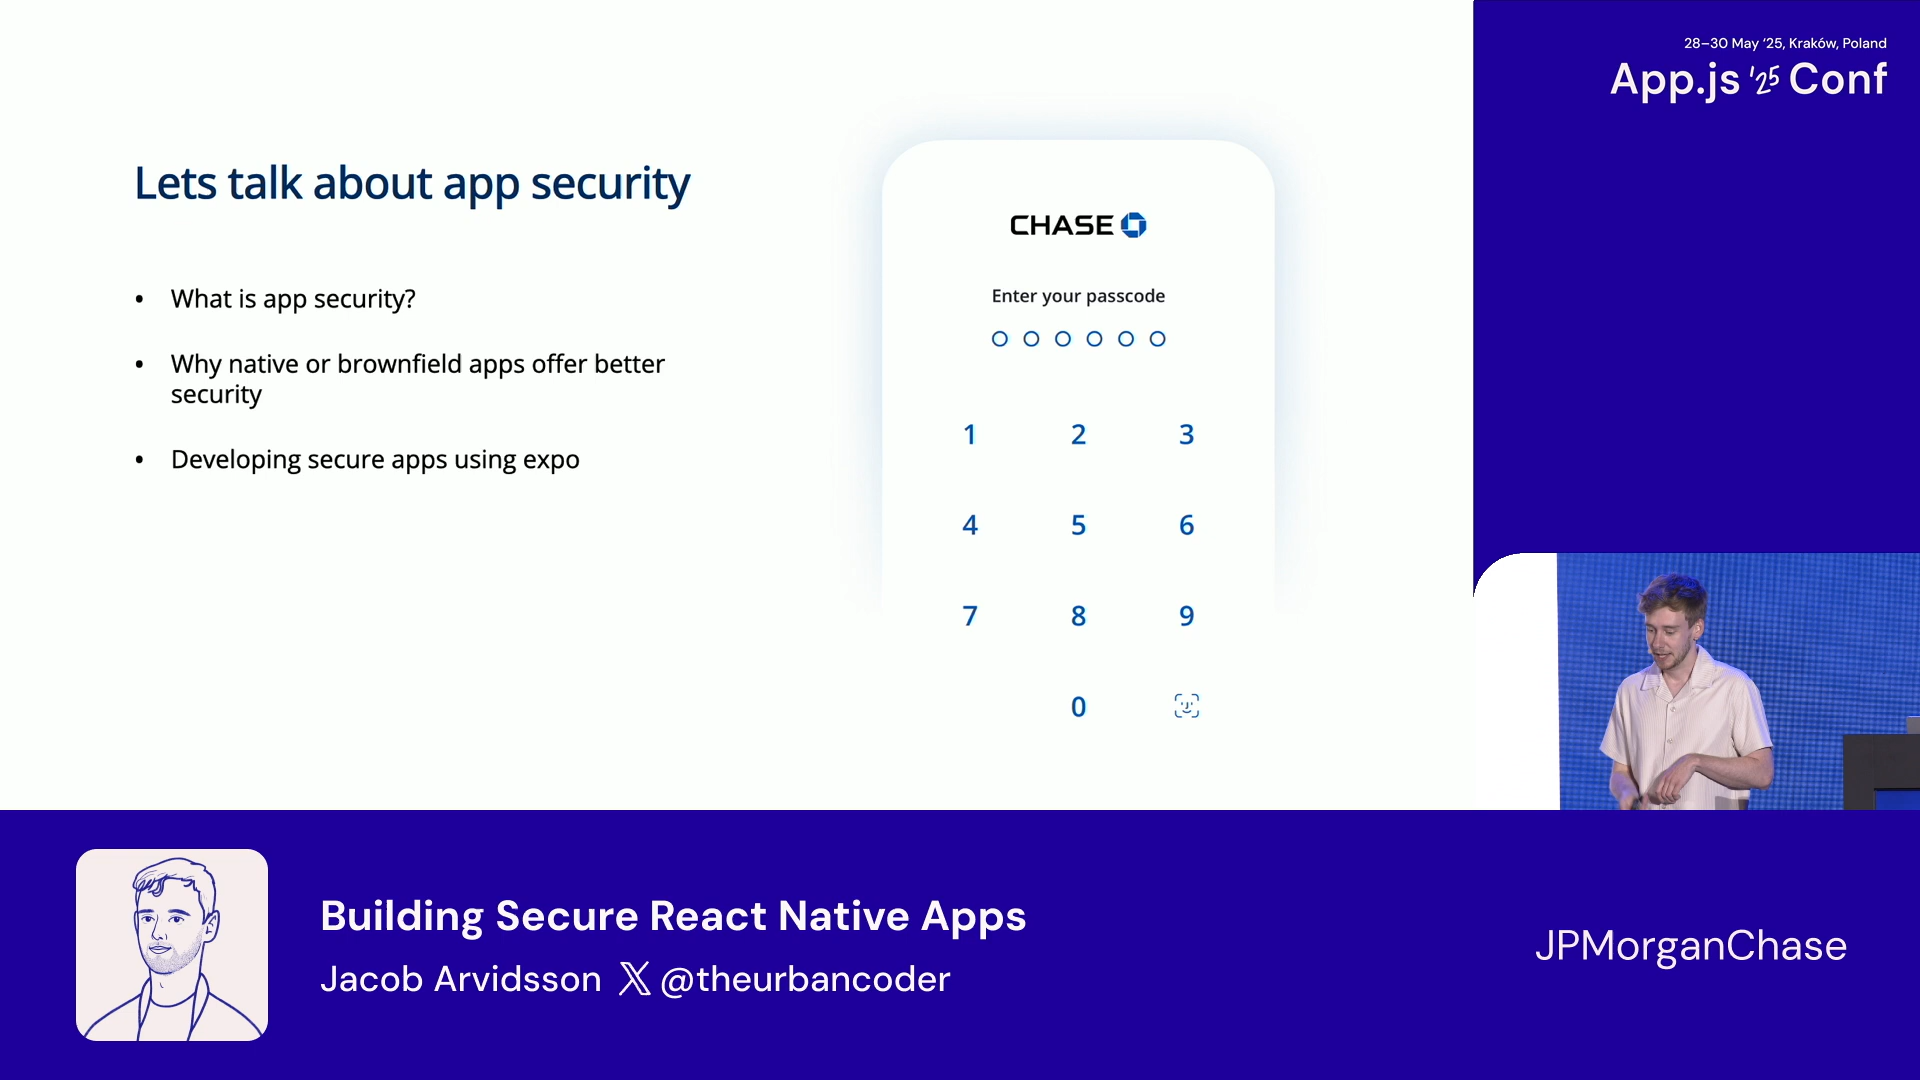 28–30 May ‘25, Kraków, Poland
App.js ‘25 Conf
Lets talk about app security
• What is app security?
• Why native or brownfield apps offer better
security
• Developing secure apps using expo
CHASE
Enter your passcode
1 2 3
4 5 6
7 8 9
0
Building Secure React Native Apps
Jacob Arvidsson 𝕏 @theurbancoder
JPMorganChase